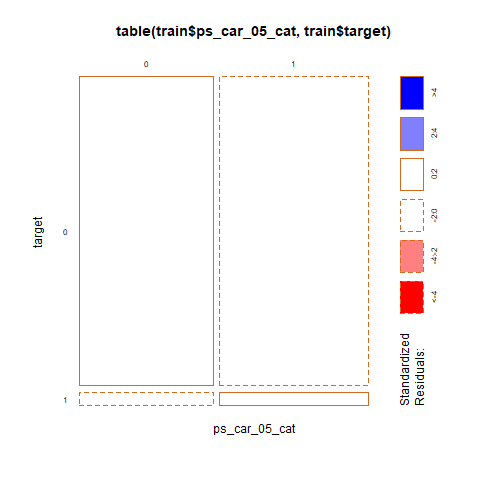 table(train$ps_car_05_cat, train$target)
0
1
target
0
1
ps_car_05_cat
>4
2:4
0:2
-2:0
-4:-2
<-4
Standardized
Residuals: